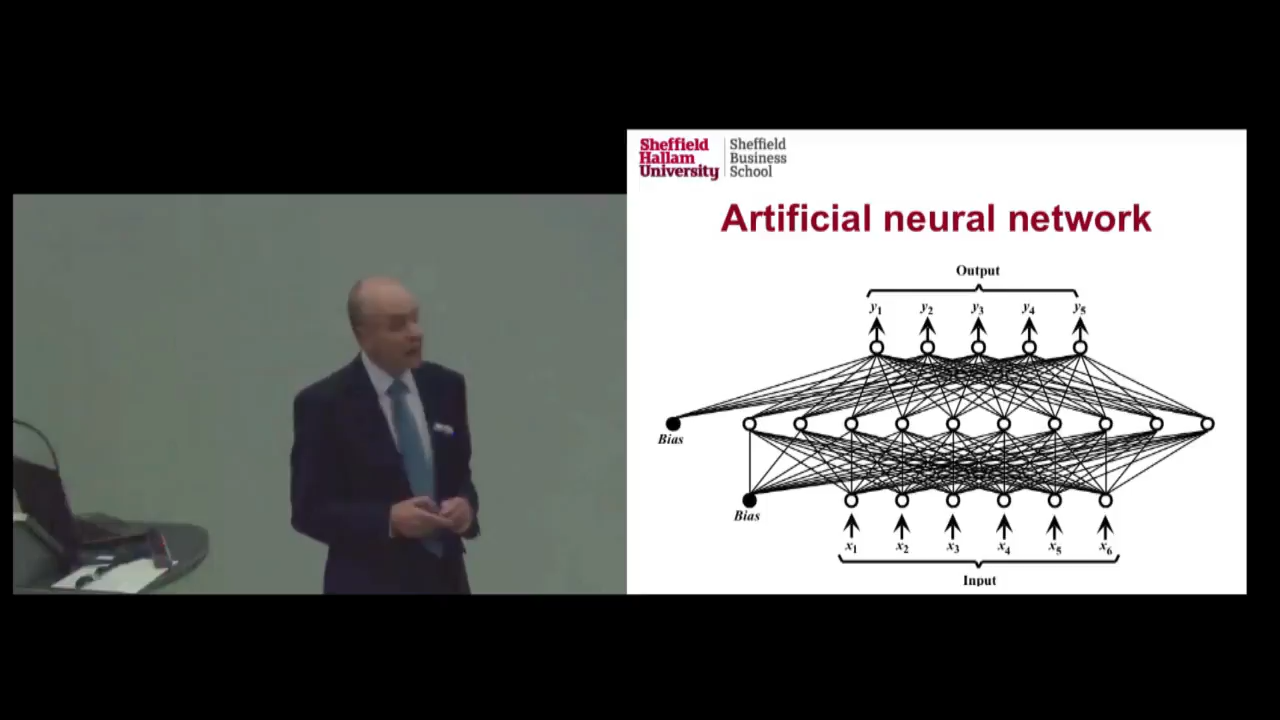 Sheffield
Hallam
University
Sheffield
Business
School
Artificial neural network
Output
y1 y2 y3 y4 y5
Bias
Bias
x1 x2 x3 x4 x5 x6
Input